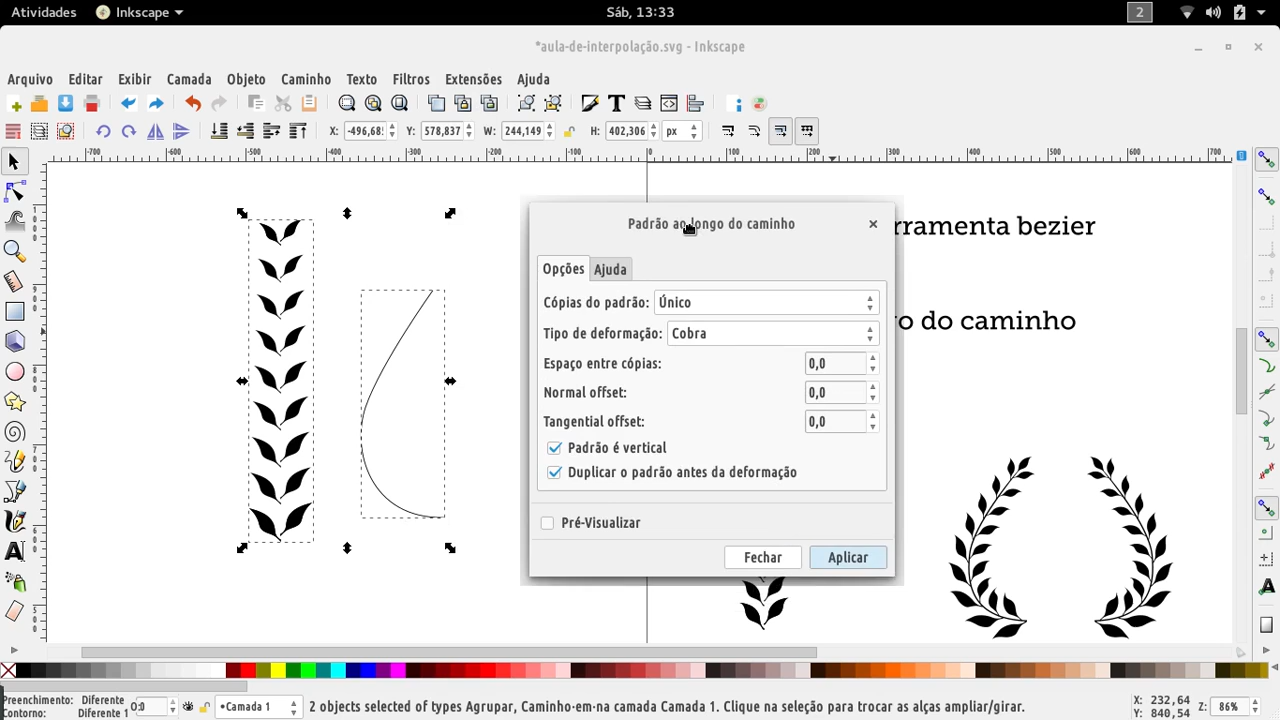 Atividades Inkscape Sáb, 13:33 2
*aula-de-interpolação.svg - Inkscape
Arquivo Editar Exibir Camada Objeto Caminho Texto Filtros Extensões Ajuda
X: -496,68 Y: 578,837 W: 244,149 H: 402,306 px
-700 -600 -500 -400 -300 -200 -100 0 100 200 300 400 500 600 700
Padrão ao longo do caminho
rramenta bezier
Opções Ajuda
Cópias do padrão: Único
o do caminho
Tipo de deformação: Cobra
Espaço entre cópias: 0,0
Normal offset: 0,0
Tangential offset: 0,0
Padrão é vertical
Duplicar o padrão antes da deformação
Pré-Visualizar
Fechar Aplicar
Preenchimento: Diferente
Contorno: Diferente 1
O:0
•Camada 1
2 objects selected of types Agrupar, Caminho·em·na camada Camada 1. Clique na seleção para trocar as alças ampliar/girar.
X: 232,64
Y: 840,54
Z: 86%